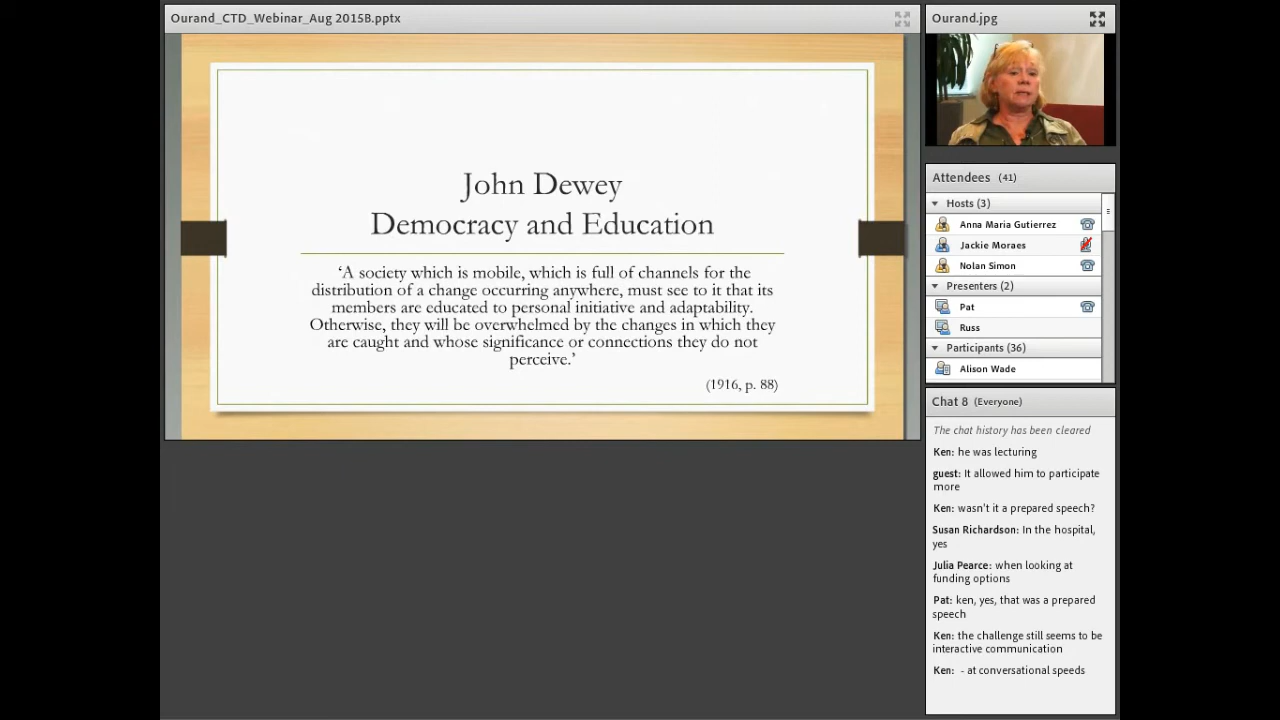 Ourand_CTD_Webinar_Aug 2015B.pptx
John Dewey
Democracy and Education
‘A society which is mobile, which is full of channels for the
distribution of a change occurring anywhere, must see to it that its
members are educated to personal initiative and adaptability.
Otherwise, they will be overwhelmed by the changes in which they
are caught and whose significance or connections they do not
perceive.’
(1916, p. 88)
Ourand.jpg
Attendees (41)
Hosts (3)
Anna Maria Gutierrez
Jackie Moraes
Nolan Simon
Presenters (2)
Pat
Russ
Participants (36)
Alison Wade
Chat 8 (Everyone)
The chat history has been cleared
Ken: he was lecturing
guest: It allowed him to participate
more
Ken: wasn't it a prepared speech?
Susan Richardson: In the hospital,
yes
Julia Pearce: when looking at
funding options
Pat: ken, yes, that was a prepared
speech
Ken: the challenge still seems to be
interactive communication
Ken: - at conversational speeds